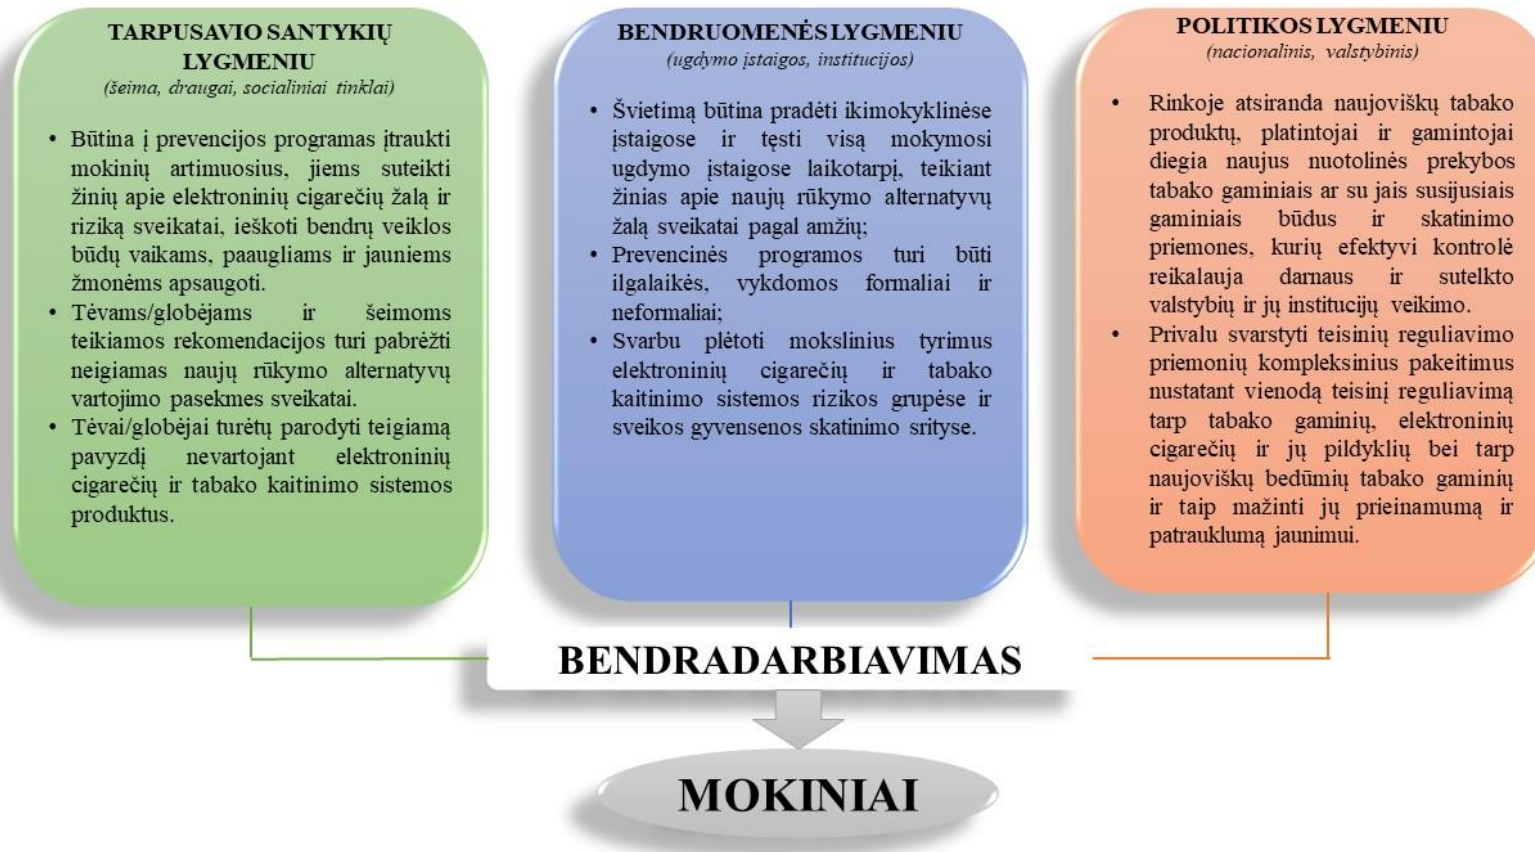 TARPUSAVIO SANTYKIŲ
LYGMENIU
(šeima, draugai, socialiniai tinklai)
• Būtina į prevencijos programas įtraukti
mokinių artimuosius, jiems suteikti
žinių apie elektroninių cigarečių žalą ir
riziką sveikatai, ieškoti bendrų veiklos
būdų vaikams, paaugliams ir jauniems
žmonėms apsaugoti.
• Tėvams/globėjams ir šeimoms
teikiamos rekomendacijos turi pabrėžti
neigiamas naujų rūkymo alternatyvų
vartojimo pasekmes sveikatai.
• Tėvai/globėjai turėtų parodyti teigiamą
pavyzdį nevartojant elektroninių
cigarečių ir tabako kaitinimo sistemos
produktus.
BENDRUOMENĖS LYGMENIU
(ugdymo įstaigos, institucijos)
• Švietimą būtina pradėti ikimokyklinėse
įstaigose ir tęsti visą mokymosi
ugdymo įstaigose laikotarpį, teikiant
žinias apie naujų rūkymo alternatyvų
žalą sveikatai pagal amžių;
• Prevencinės programos turi būti
ilgalaikės, vykdomos formaliai ir
neformaliai;
• Svarbu plėtoti mokslinius tyrimus
elektroninių cigarečių ir tabako
kaitinimo sistemos rizikos grupėse ir
sveikos gyvensenos skatinimo srityse.
POLITIKOS LYGMENIU
(nacionalinis, valstybinis)
• Rinkoje atsiranda naujoviškų tabako
produktų, platintojai ir gamintojai
diegia naujus nuotolinės prekybos
tabako gaminiais ar su jais susijusiais
gaminiais būdus ir skatinimo
priemones, kurių efektyvi kontrolė
reikalauja darnaus ir sutelkto
valstybių ir jų institucijų veikimo.
• Privalu svarstyti teisinių reguliavimo
priemonių kompleksinius pakeitimus
nustatant vienodą teisinį reguliavimą
tarp tabako gaminių, elektroninių
cigarečių ir jų pildyklių bei tarp
naujoviškų bedūmių tabako gaminių
ir taip mažinti jų prieinamumą ir
patrauklumą jaunimui.
BENDRADARBIAVIMAS
MOKINIAI